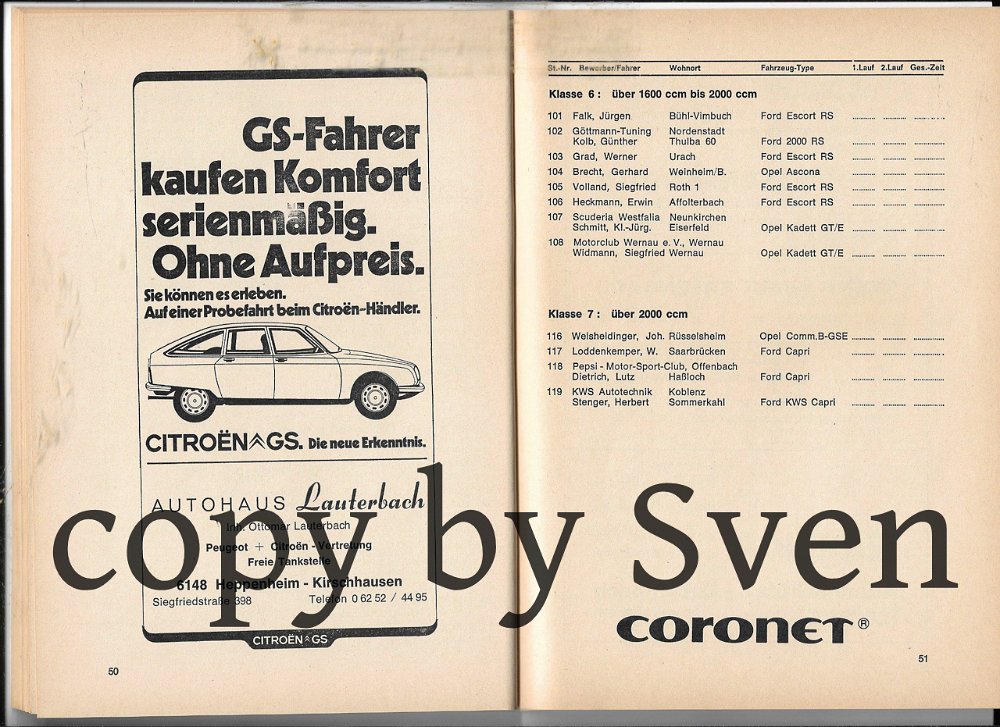 GS-Fahrer
kaufen Komfort
serienmäßig.
Ohne Aufpreis.
Sie können es erleben.
Auf einer Probefahrt beim Citroën-Händler.
CITROËN GS. Die neue Erkenntnis.
AUTOHAUS Lauterbach
Inh. Ottomar Lauterbach
Peugeot + Citroën - Vertretung
Freie Tankstelle
6148 Heppenheim - Kirschhausen
Siegfriedstraße 398 Telefon 0 62 52 / 44 95
CITROËN GS
50
St.-Nr. Bewerber/Fahrer Wohnort Fahrzeug-Type 1.Lauf 2.Lauf Ges.-Zeit
Klasse 6 : über 1600 ccm bis 2000 ccm
101 Falk, Jürgen Bühl-Vimbuch Ford Escort RS
102 Göttmann-Tuning Nordenstadt
Kolb, Günther Thulba 60 Ford 2000 RS
103 Grad, Werner Urach Ford Escort RS
104 Brecht, Gerhard Weinheim/B. Opel Ascona
105 Volland, Siegfried Roth 1 Ford Escort RS
106 Heckmann, Erwin Affolterbach Ford Escort RS
107 Scuderia Westfalia Neunkirchen
Schmitt, Kl.-Jürg. Eiserfeld Opel Kadett GT/E
108 Motorclub Wernau e. V., Wernau
Widmann, Siegfried Wernau Opel Kadett GT/E
Klasse 7 : über 2000 ccm
116 Weisheidinger, Joh. Rüsselsheim Opel Comm.B-GSE
117 Loddenkemper, W. Saarbrücken Ford Capri
118 Pepsi - Motor-Sport-Club, Offenbach
Dietrich, Lutz Haßloch Ford Capri
119 KWS Autotechnik Koblenz
Stenger, Herbert Sommerkahl Ford KWS Capri
copy by Sven
CORONET ®
51